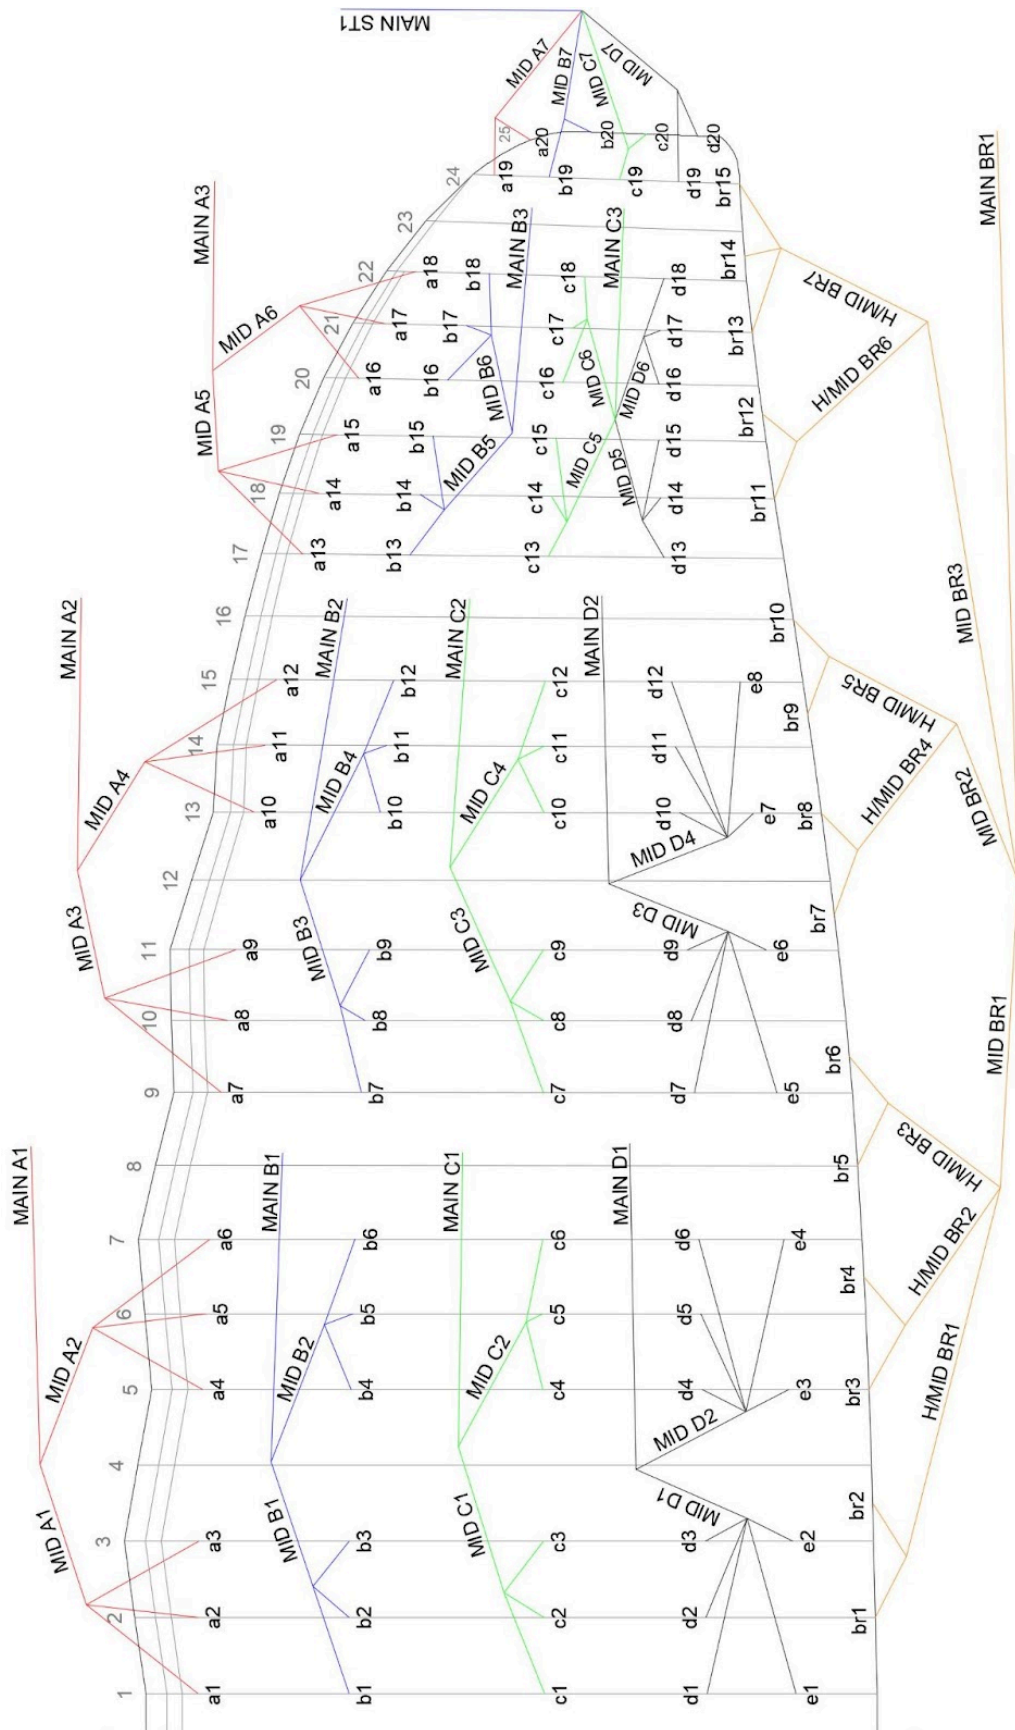 MAIN ST1
MID A7
MID B7
MID C7
MID D7
25
a20
b20
c20
d20
24
a19
b19
c19
d19
br15
MAIN A3
MAIN B3
MAIN C3
MAIN BR1
23
br14
22
a18
b18
c18
d18
MID A6
MID B6
MID C6
MID D6
H/MID BR7
21
a17
b17
c17
d17
br13
20
a16
b16
c16
d16
H/MID BR6
MID A5
MID B5
MID C5
MID D5
19
a15
b15
c15
d15
br12
18
a14
b14
c14
d14
br11
17
a13
b13
c13
d13
MID BR3
MAIN A2
MAIN B2
MAIN C2
MAIN D2
16
br10
15
a12
b12
c12
d12
e8
br9
H/MID BR5
14
a11
b11
c11
d11
MID A4
MID B4
MID C4
MID D4
H/MID BR4
MID BR2
13
a10
b10
c10
d10
e7
br8
12
br7
MID A3
MID B3
MID C3
MID D3
11
a9
b9
c9
d9
e6
10
a8
b8
c8
d8
br6
MID BR1
9
a7
b7
c7
d7
e5
MAIN A1
MAIN B1
MAIN C1
MAIN D1
8
br5
H/MID BR3
7
a6
b6
c6
d6
e4
br4
H/MID BR2
6
a5
b5
c5
d5
MID A2
MID B2
MID C2
MID D2
5
a4
b4
c4
d4
e3
br3
H/MID BR1
4
br2
MID A1
MID B1
MID C1
MID D1
3
a3
b3
c3
d3
e2
2
a2
b2
c2
d2
br1
1
a1
b1
c1
d1
e1